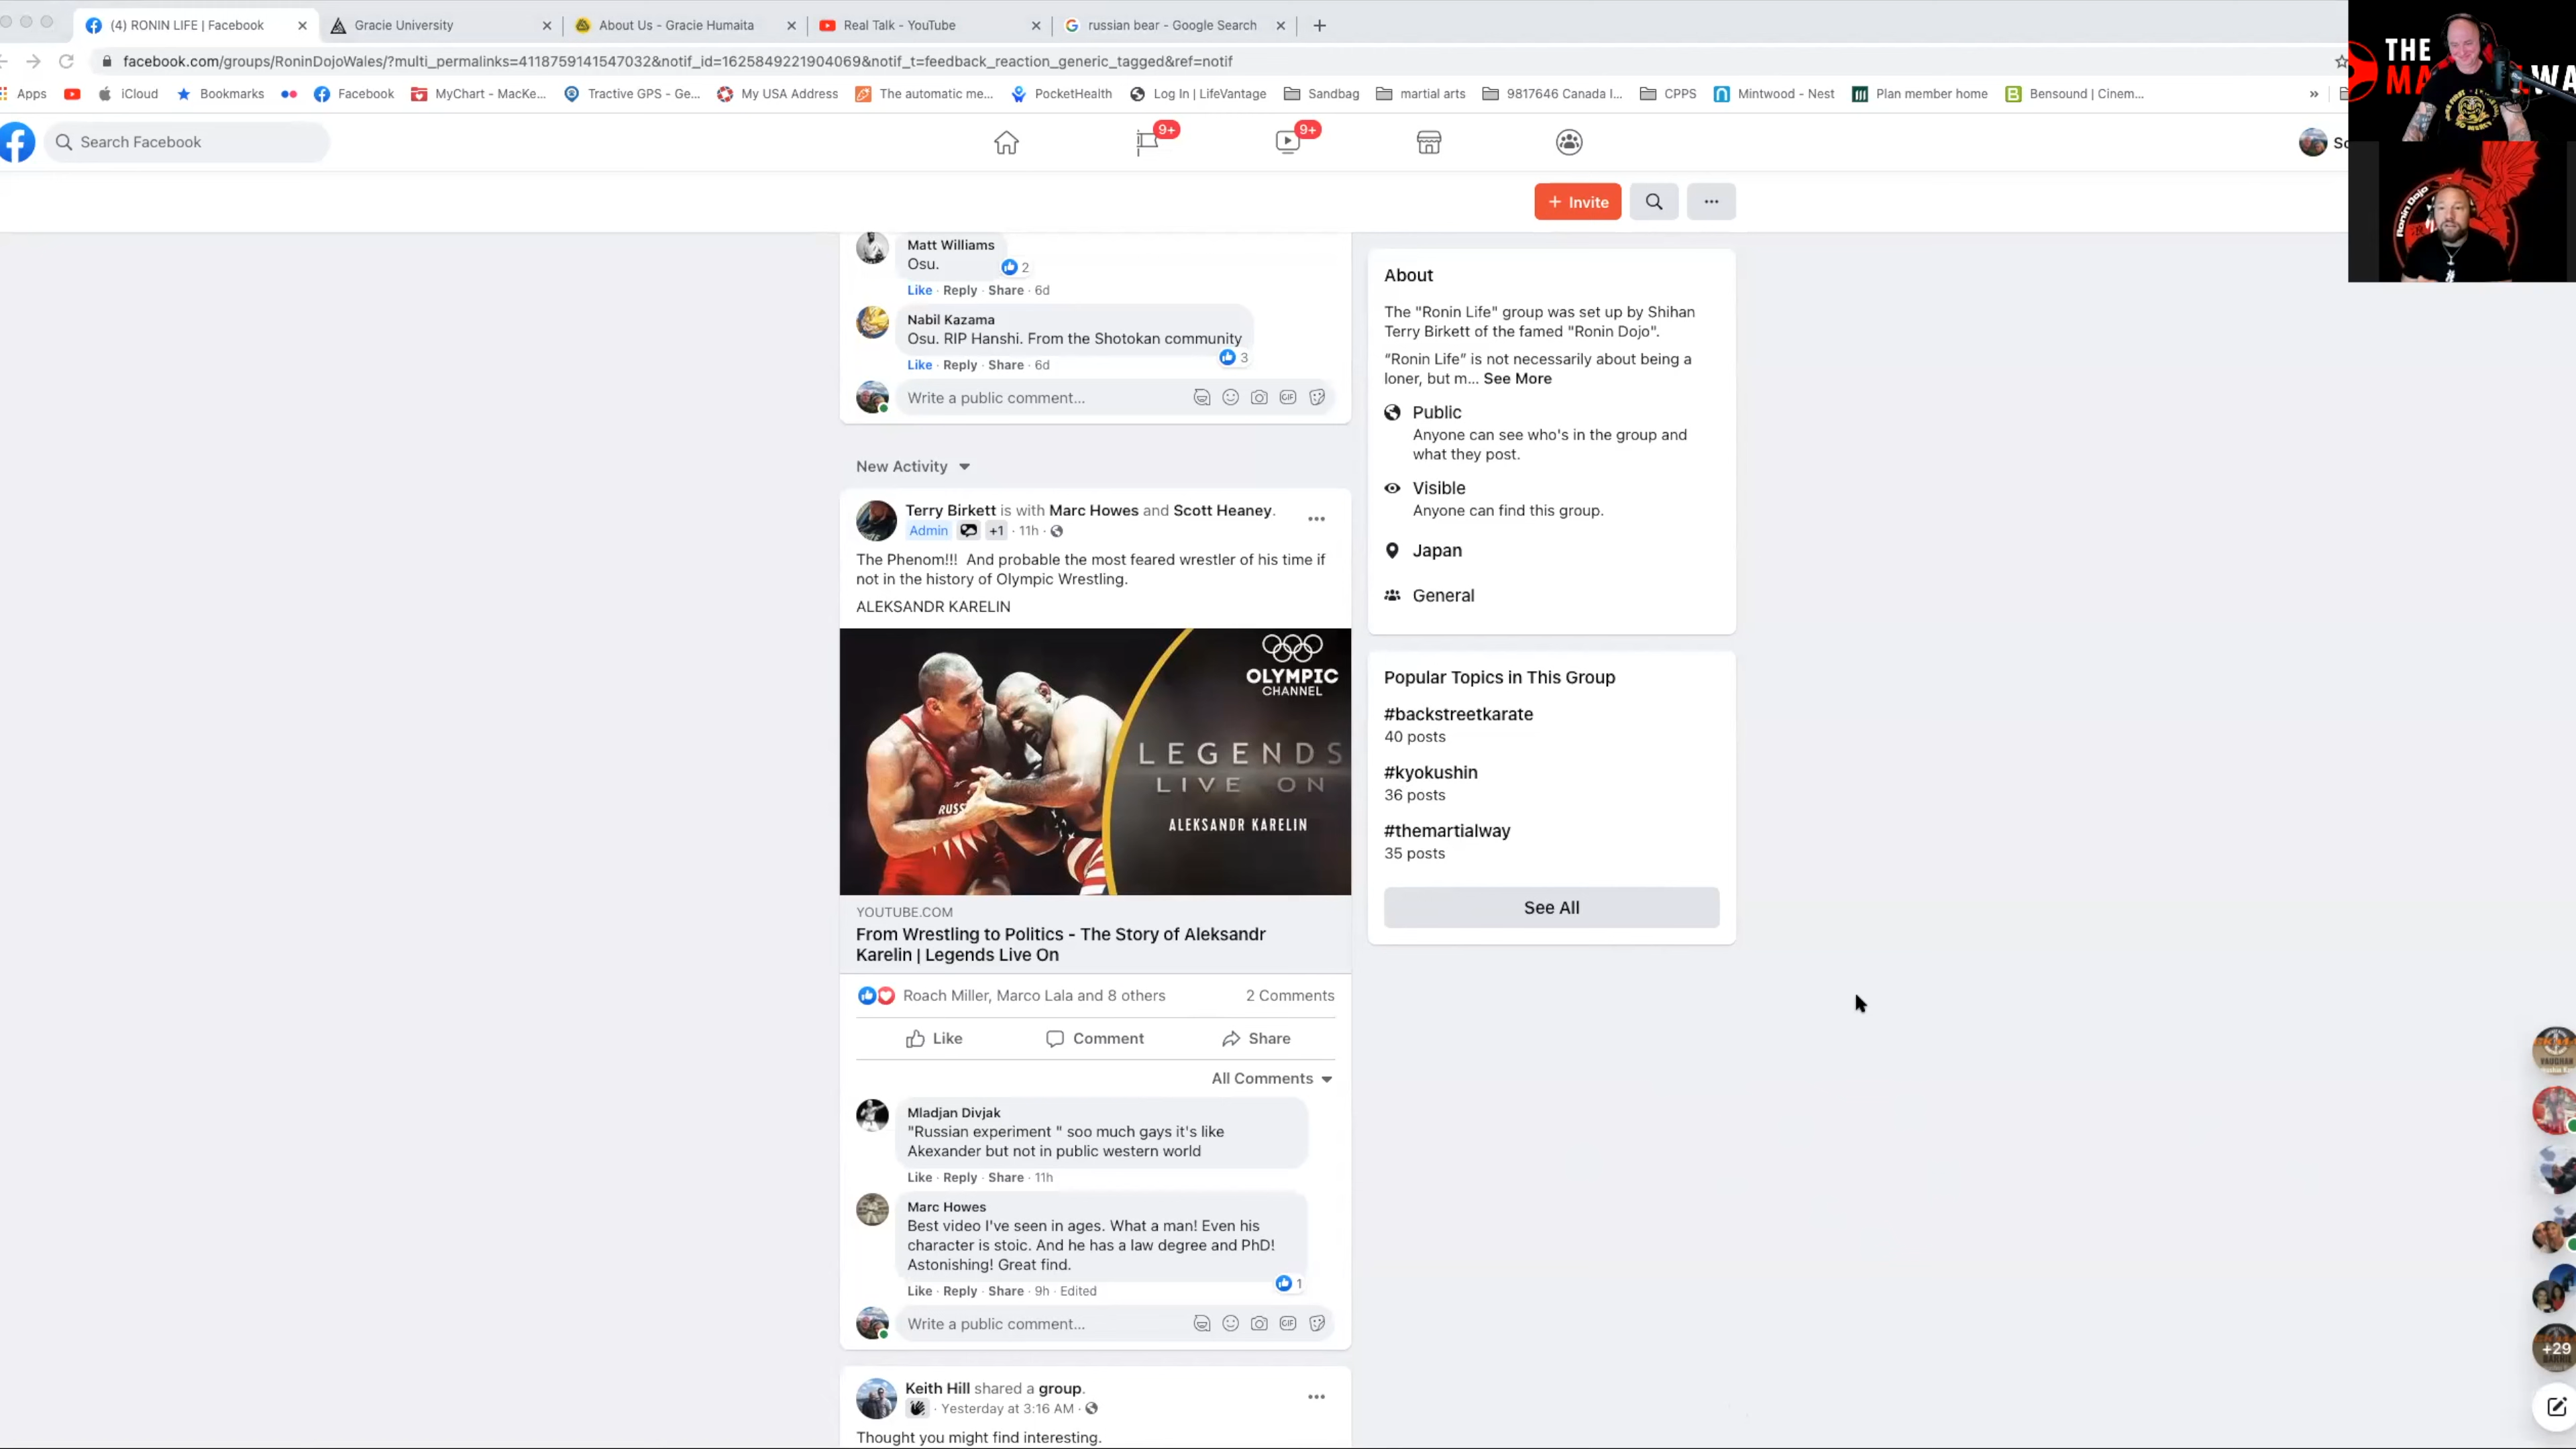 (4) RONIN LIFE | Facebook
Gracie University
About Us - Gracie Humaita
Real Talk - YouTube
russian bear - Google Search
facebook.com/groups/RoninDojoWales/?multi_permalinks=4118759141547032&notif_id=1625849221904069&notif_t=feedback_reaction_generic_tagged&ref=notif
Apps
iCloud
Bookmarks
Facebook
MyChart - MacKe...
Tractive GPS - Ge...
My USA Address
The automatic me...
PocketHealth
Log In | LifeVantage
Sandbag
martial arts
9817646 Canada I...
CPPS
Mintwood - Nest
Plan member home
Bensound | Cinem...
»
THE
Ronin Dojo
Search Facebook
9+
9+
+ Invite
Matt Williams
Osu.
2
Like · Reply · Share · 6d
Nabil Kazama
Osu. RIP Hanshi. From the Shotokan community
3
Like · Reply · Share · 6d
Write a public comment...
GIF
New Activity
Terry Birkett is with Marc Howes and Scott Heaney.
Admin +1 · 11h ·
The Phenom!!! And probable the most feared wrestler of his time if
not in the history of Olympic Wrestling.
ALEKSANDR KARELIN
OLYMPIC
CHANNEL
LEGENDS
LIVE ON
ALEKSANDR KARELIN
RUSS
YOUTUBE.COM
From Wrestling to Politics - The Story of Aleksandr
Karelin | Legends Live On
Roach Miller, Marco Lala and 8 others
2 Comments
Like
Comment
Share
All Comments
Mladjan Divjak
"Russian experiment " soo much gays it's like
Akexander but not in public western world
Like · Reply · Share · 11h
Marc Howes
Best video I've seen in ages. What a man! Even his
character is stoic. And he has a law degree and PhD!
Astonishing! Great find.
1
Like · Reply · Share · 9h · Edited
Write a public comment...
GIF
Keith Hill shared a group.
· Yesterday at 3:16 AM ·
Thought you might find interesting.
About
The "Ronin Life" group was set up by Shihan
Terry Birkett of the famed "Ronin Dojo".
“Ronin Life” is not necessarily about being a
loner, but m... See More
Public
Anyone can see who's in the group and
what they post.
Visible
Anyone can find this group.
Japan
General
Popular Topics in This Group
#backstreetkarate
40 posts
#kyokushin
36 posts
#themartialway
35 posts
See All
+29